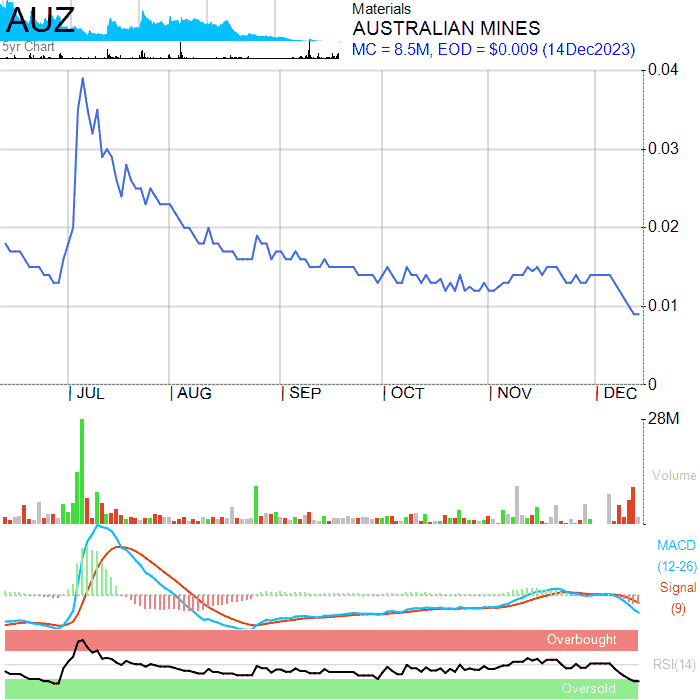 AUZ
5yr Chart
Materials
AUSTRALIAN MINES
MC = 8.5M, EOD = $0.009 (14Dec2023)
0.04
0.03
0.02
0.01
0
JUL AUG SEP OCT NOV DEC
28M
Volume
MACD
(12-26)
Signal
(9)
Overbought
RSI(14)
Oversold